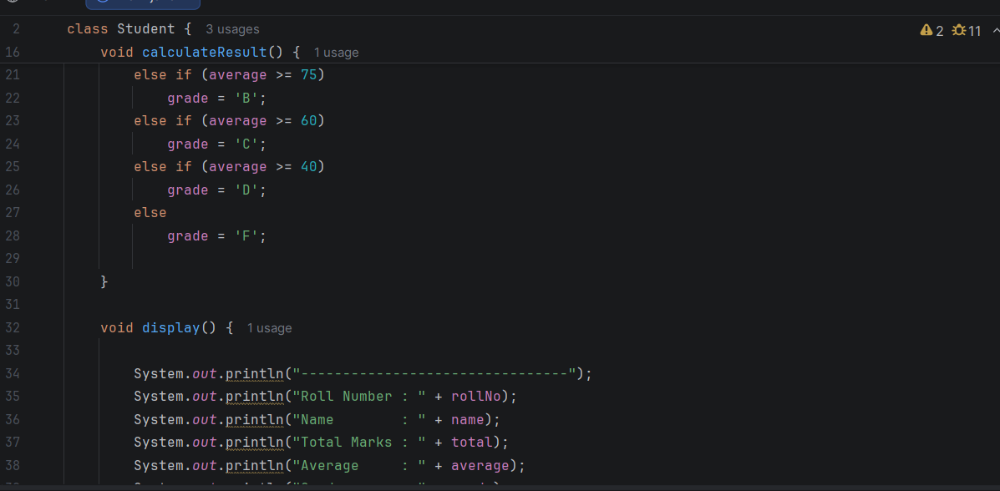 2 class Student { 3 usages
2 11
16 void calculateResult() { 1 usage
21 else if (average >= 75)
22 grade = 'B';
23 else if (average >= 60)
24 grade = 'C';
25 else if (average >= 40)
26 grade = 'D';
27 else
28 grade = 'F';
29
30 }
31
32 void display() { 1 usage
33
34 System.out.println("--------------------------------");
35 System.out.println("Roll Number : " + rollNo);
36 System.out.println("Name        : " + name);
37 System.out.println("Total Marks : " + total);
38 System.out.println("Average     : " + average);